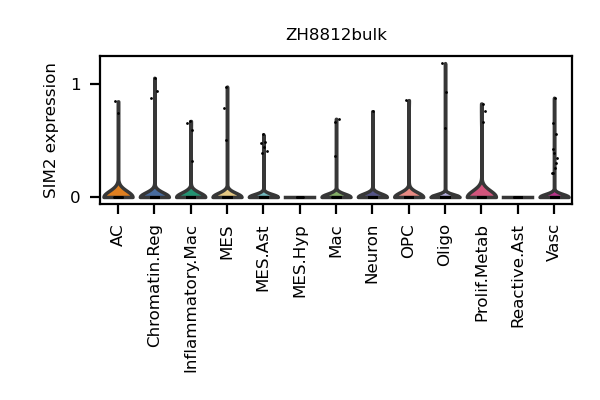 ZH8812bulk
SIM2 expression
1
0
AC
Chromatin.Reg
Inflammatory.Mac
MES
MES.Ast
MES.Hyp
Mac
Neuron
OPC
Oligo
Prolif.Metab
Reactive.Ast
Vasc